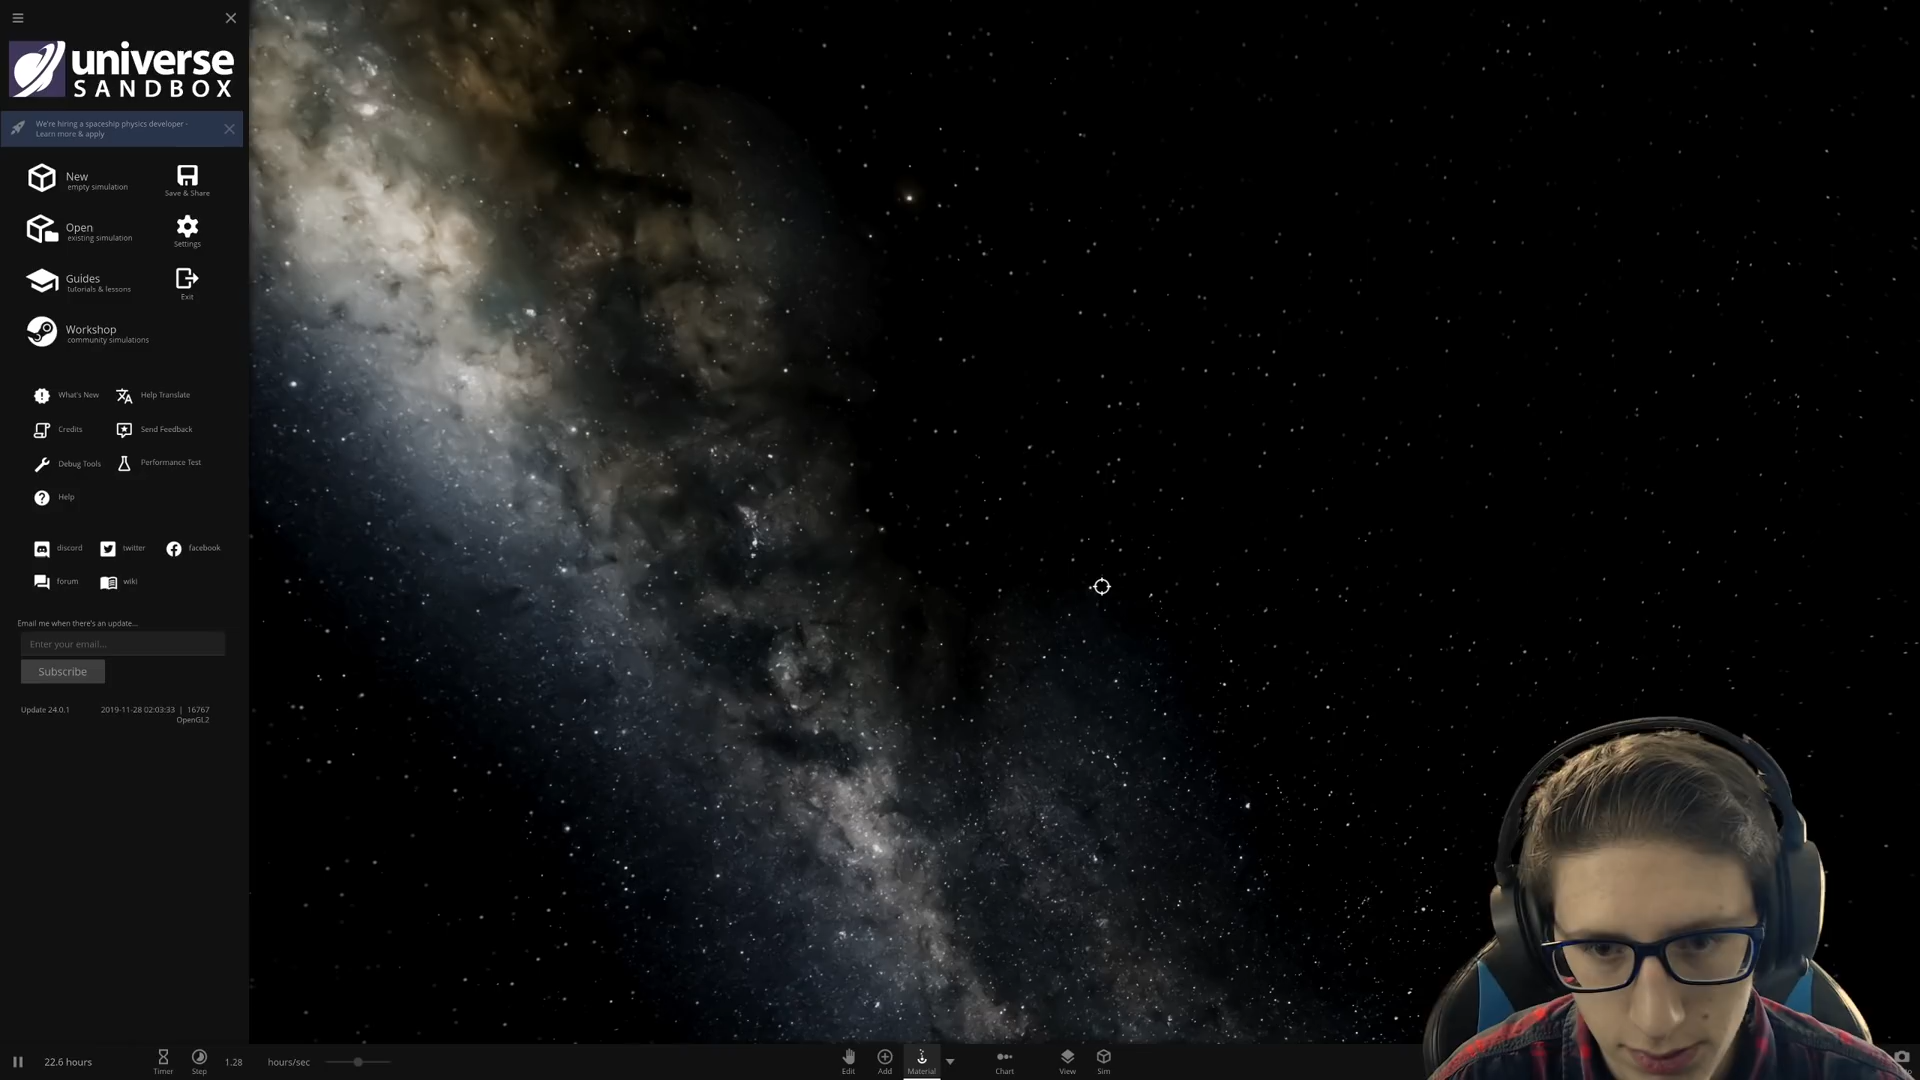 universe
SANDBOX
We're hiring a spaceship physics developer -
Learn more & apply
New
empty simulation
Save & Share
Open
existing simulation
Settings
Guides
tutorials & lessons
Exit
Workshop
community simulations
What's New
Help Translate
Credits
Send Feedback
Debug Tools
Performance Test
Help
discord
twitter
facebook
forum
wiki
Email me when there's an update...
Enter your email...
Subscribe
Update 24.0.1
2019-11-28 02:03:33 | 16767
OpenGL2
22.6 hours
Timer
Step
1.28
hours/sec
Edit
Add
Material
Chart
View
Sim